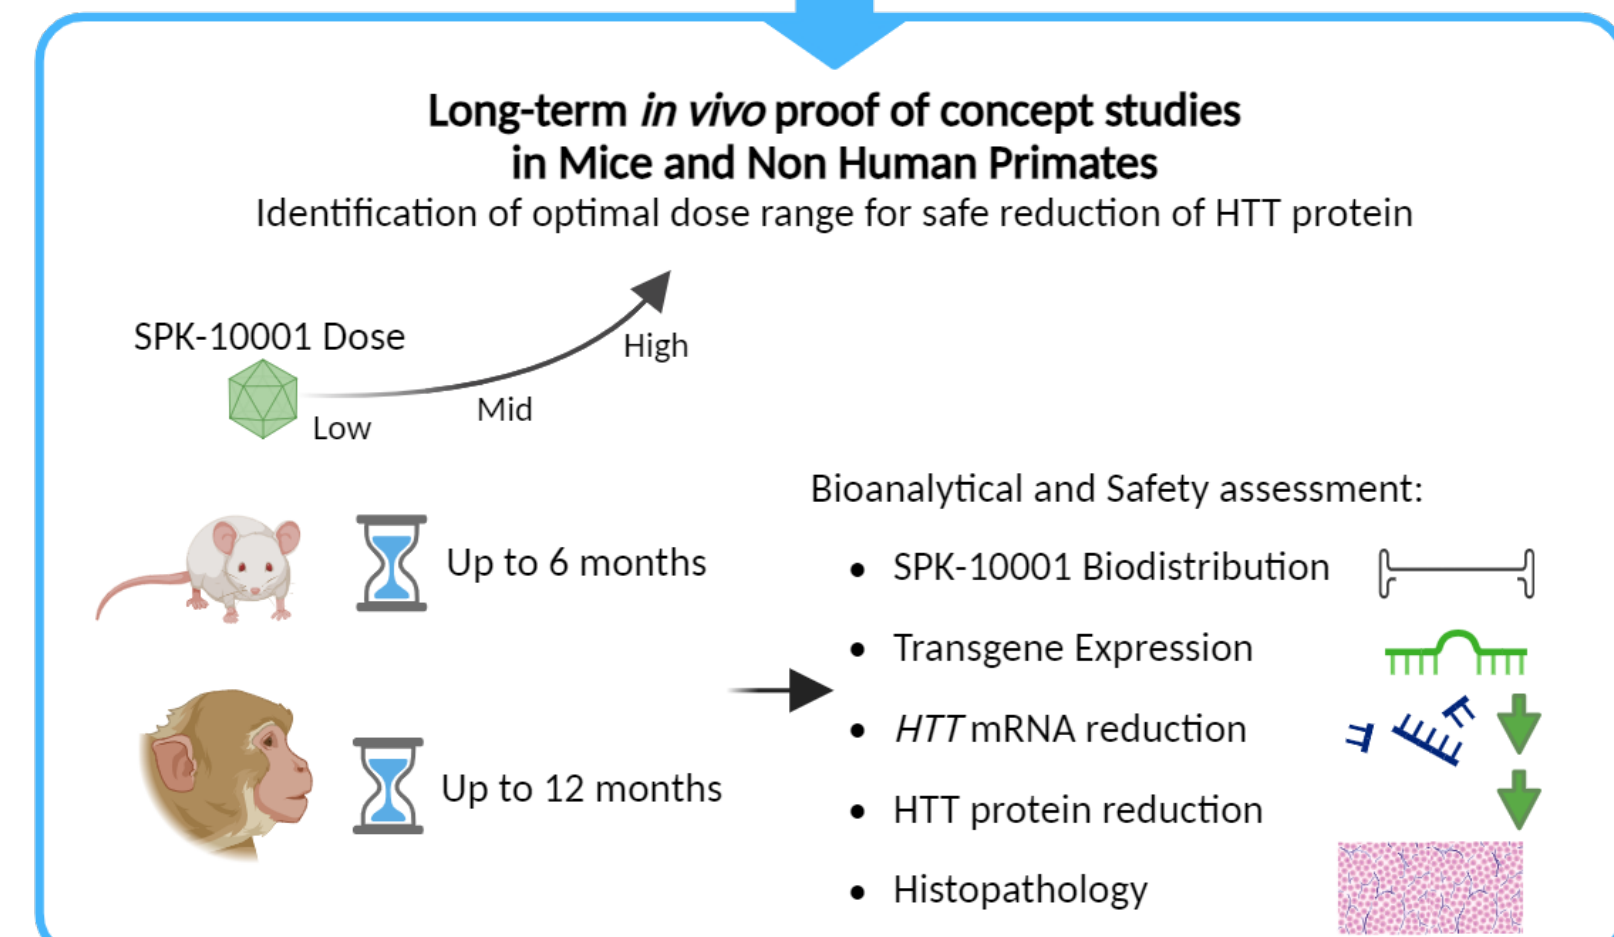 Long-term in vivo proof of concept studies
in Mice and Non Human Primates
Identification of optimal dose range for safe reduction of HTT protein
SPK-10001 Dose
Low
Mid
High
Up to 6 months
Up to 12 months
Bioanalytical and Safety assessment:
• SPK-10001 Biodistribution
• Transgene Expression
• HTT mRNA reduction
• HTT protein reduction
• Histopathology